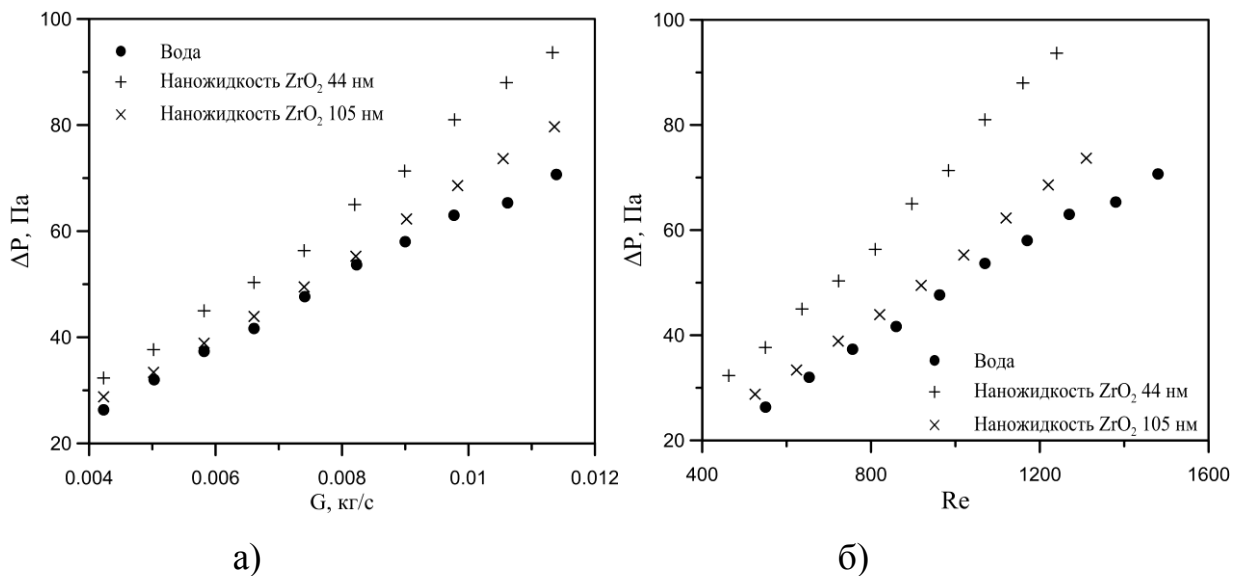 100
80
60
40
20
ΔP, Па
Вода
Наножидкость ZrO₂ 44 нм
Наножидкость ZrO₂ 105 нм
0.004
0.006
0.008
0.01
0.012
G, кг/с
а)
100
80
60
40
20
ΔP, Па
Вода
Наножидкость ZrO₂ 44 нм
Наножидкость ZrO₂ 105 нм
400
800
1200
1600
Re
б)